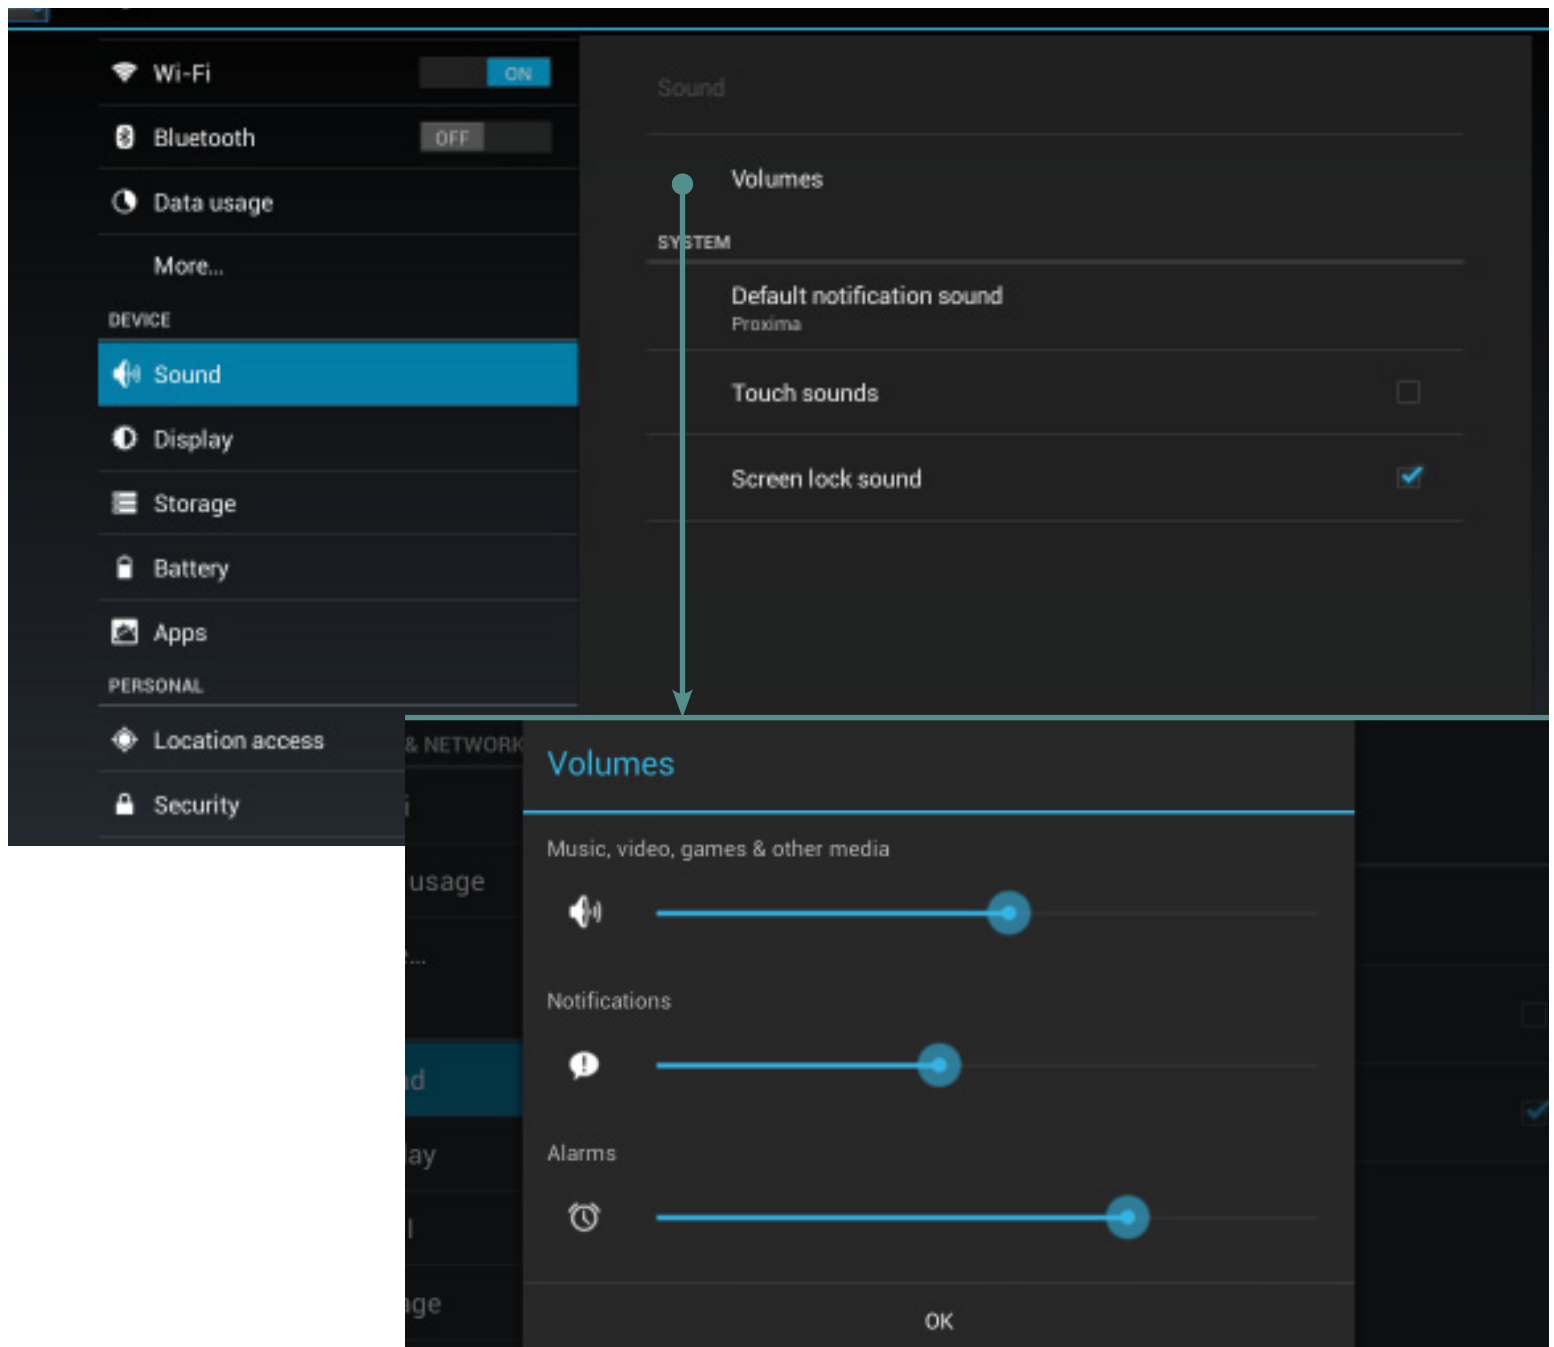 Wi-Fi
ON
Bluetooth
OFF
Data usage
More...
DEVICE
Sound
Display
Storage
Battery
Apps
PERSONAL
Location access
Security
Sound
Volumes
SYSTEM
Default notification sound
Proxima
Touch sounds
Screen lock sound
& NETWORK
i
usage
...
d
ay
l
ge
Volumes
Music, video, games & other media
Notifications
Alarms
OK